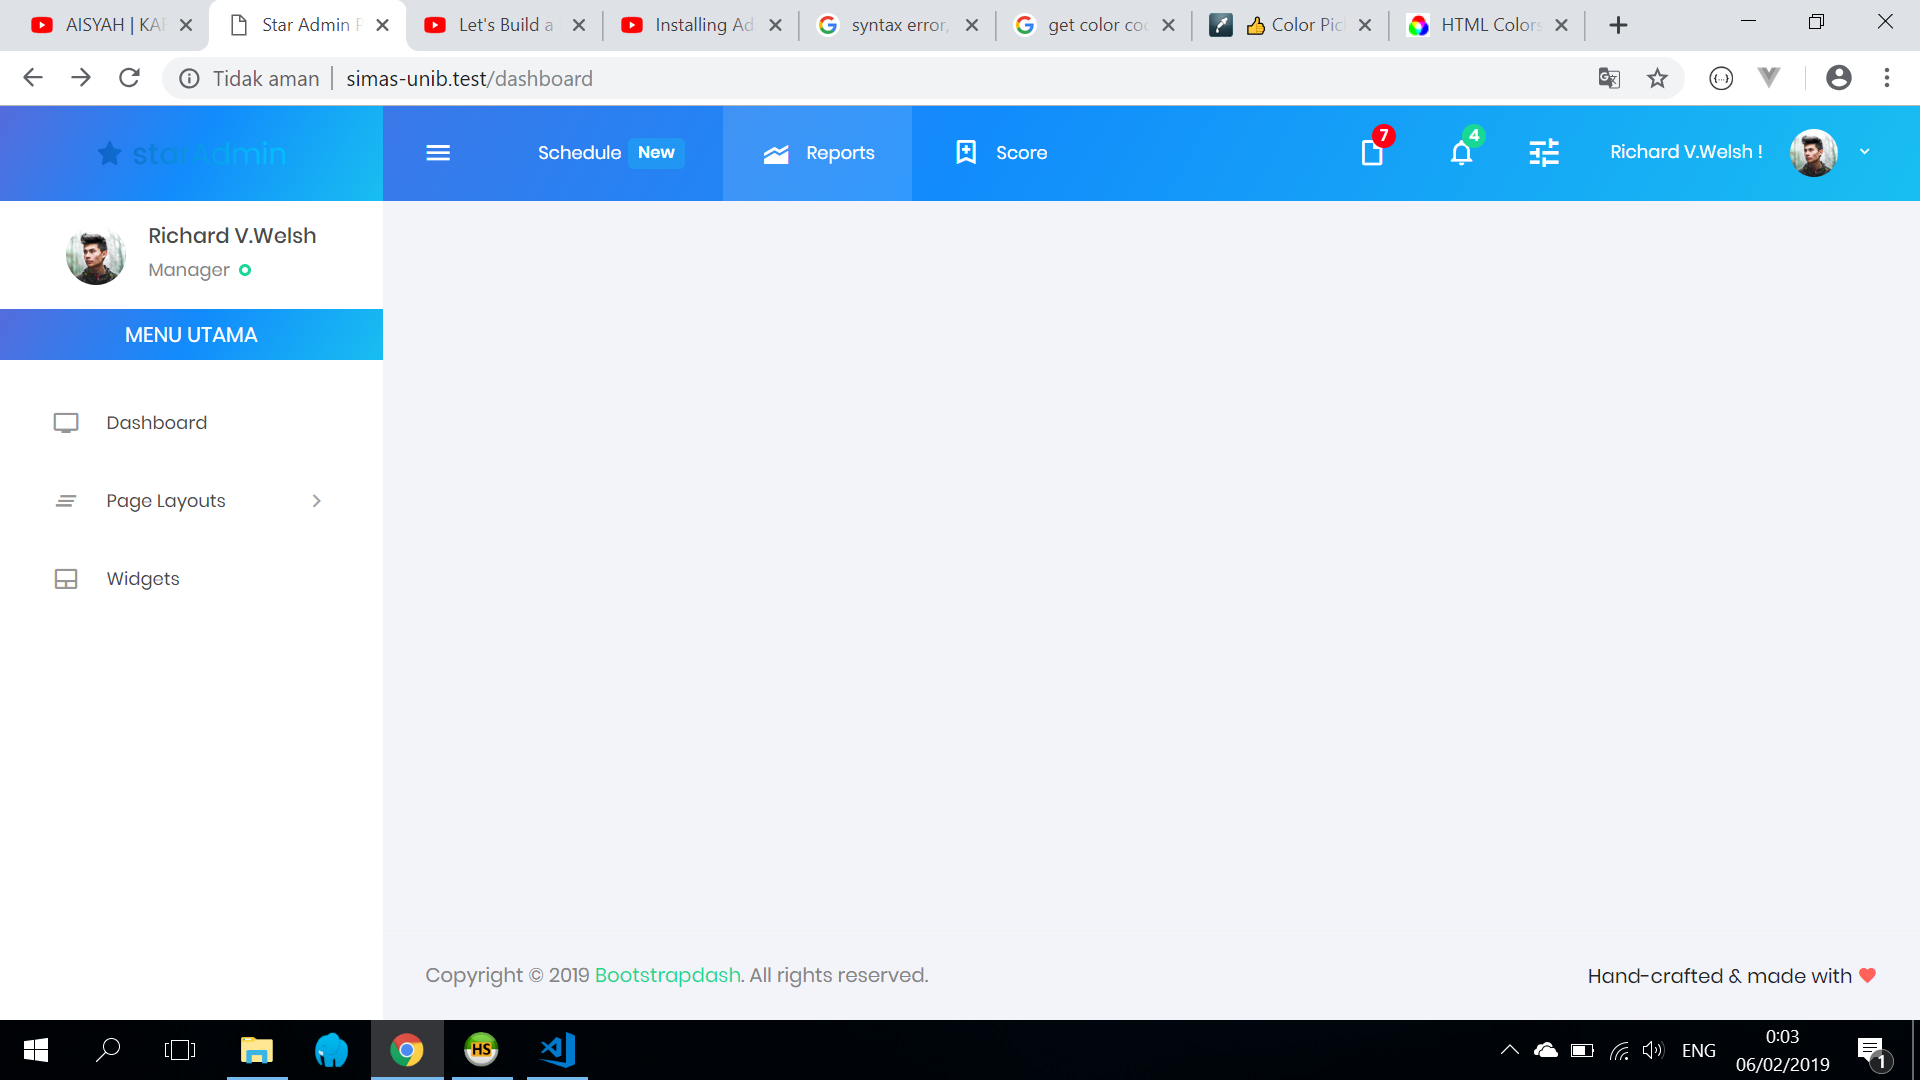 AISYAH | KAR
Star Admin P
Let's Build a
Installing Ad
syntax error,
get color co
👍 Color Pic
HTML Colors
Tidak aman
simas-unib.test/dashboard
starAdmin
Schedule New
Reports
Score
7
4
Richard V.Welsh !
Richard V.Welsh
Manager
MENU UTAMA
Dashboard
Page Layouts
Widgets
Copyright © 2019 Bootstrapdash. All rights reserved.
Hand-crafted & made with
HS
ENG
0:03
06/02/2019
1